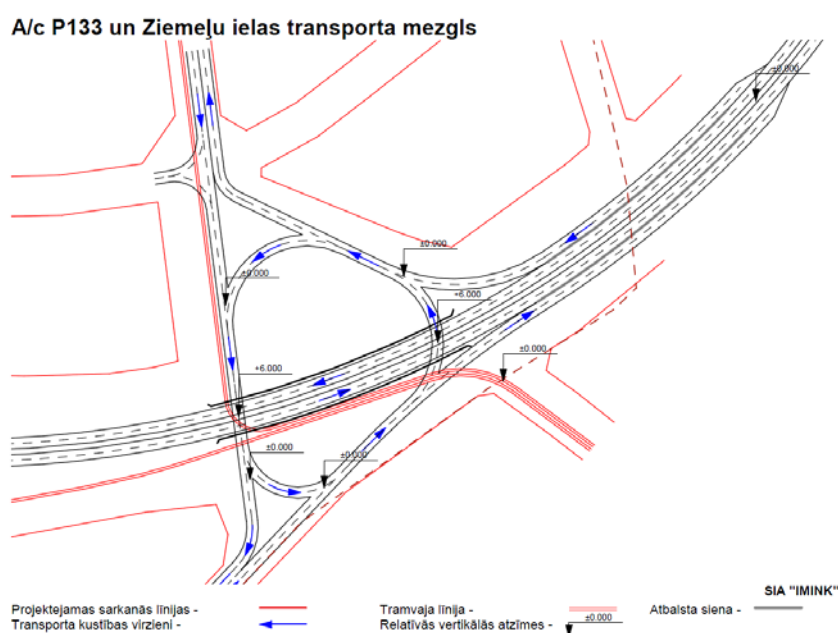 A/c P133 un Ziemeļu ielas transporta mezgls
±0.000
±0.000
±0.000
+6.000
±0.000
+6.000
±0.000
±0.000
SIA "IMINK"
Projektejamas sarkanās līnijas -
Tramvaja līnija -
Atbalsta siena -
Transporta kustības virzieni -
Relatīvās vertikālās atzīmes -
±0.000